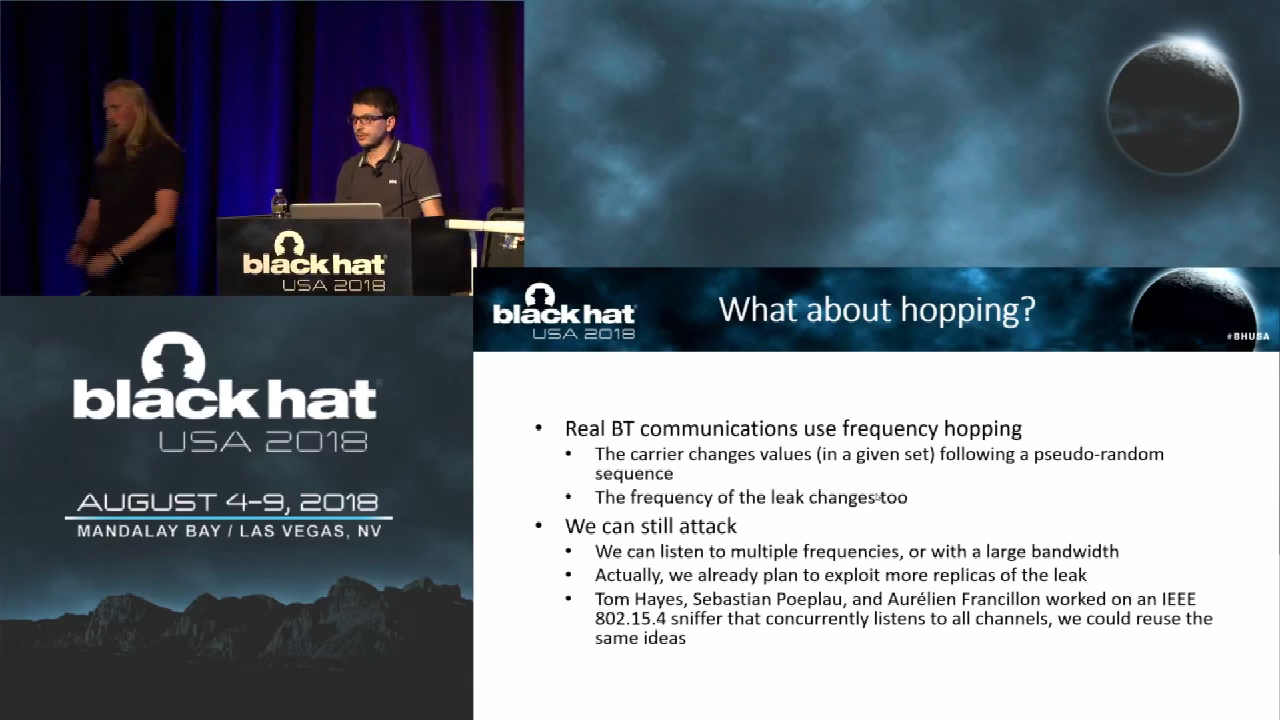 black hat
USA 2018
black hat
USA 2018
AUGUST 4-9, 2018
MANDALAY BAY / LAS VEGAS, NV
black hat
USA 2018
What about hopping?
#BHUSA
• Real BT communications use frequency hopping
• The carrier changes values (in a given set) following a pseudo-random
sequence
• The frequency of the leak changes too
• We can still attack
• We can listen to multiple frequencies, or with a large bandwidth
• Actually, we already plan to exploit more replicas of the leak
• Tom Hayes, Sebastian Poeplau, and Aurélien Francillon worked on an IEEE
802.15.4 sniffer that concurrently listens to all channels, we could reuse the
same ideas